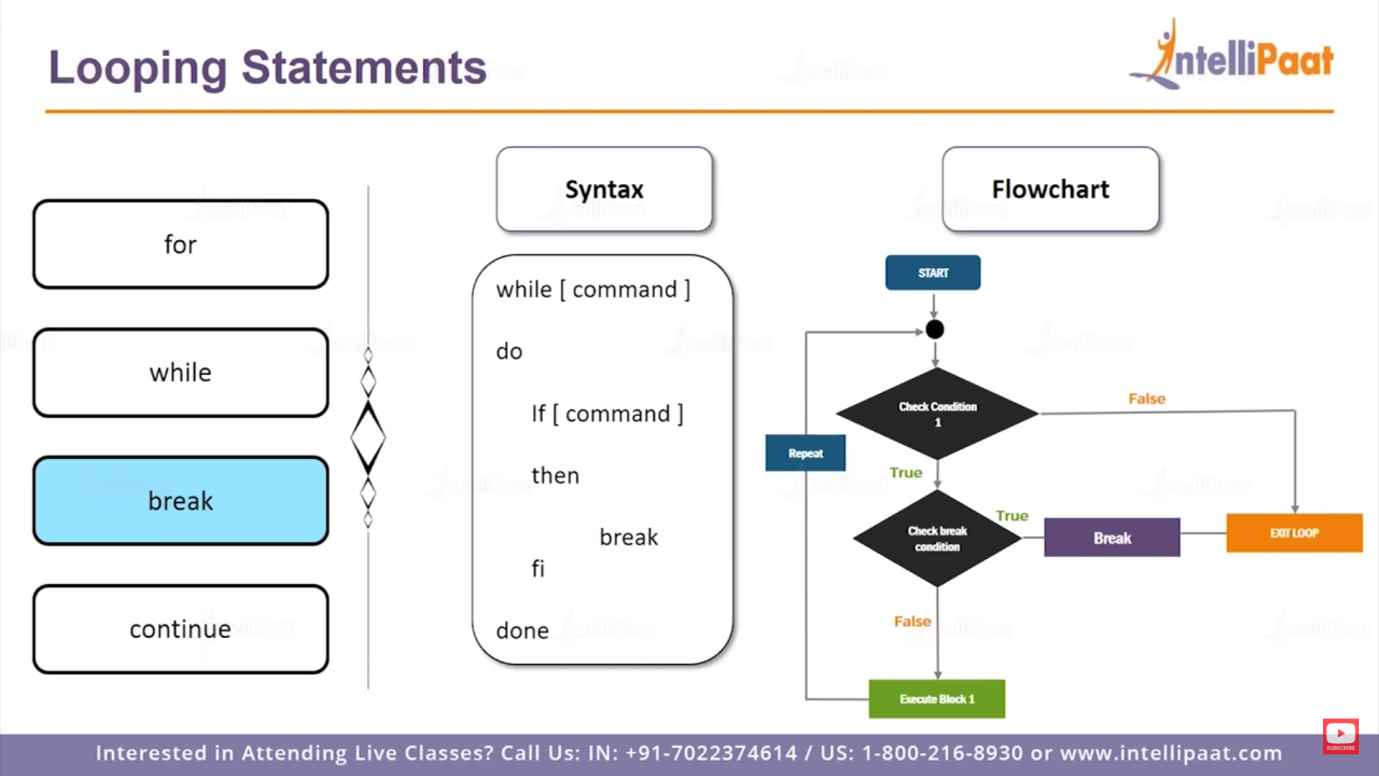 Looping Statements
IntelliPaat
for
while
break
continue
Syntax
while [ command ]
do
If [ command ]
then
break
fi
done
Flowchart
START
Check Condition
1
False
Repeat
True
Check break
condition
True
Break
EXIT LOOP
False
Execute Block 1
SUBSCRIBE
Interested in Attending Live Classes? Call Us: IN: +91-7022374614 / US: 1-800-216-8930 or www.intellipaat.com